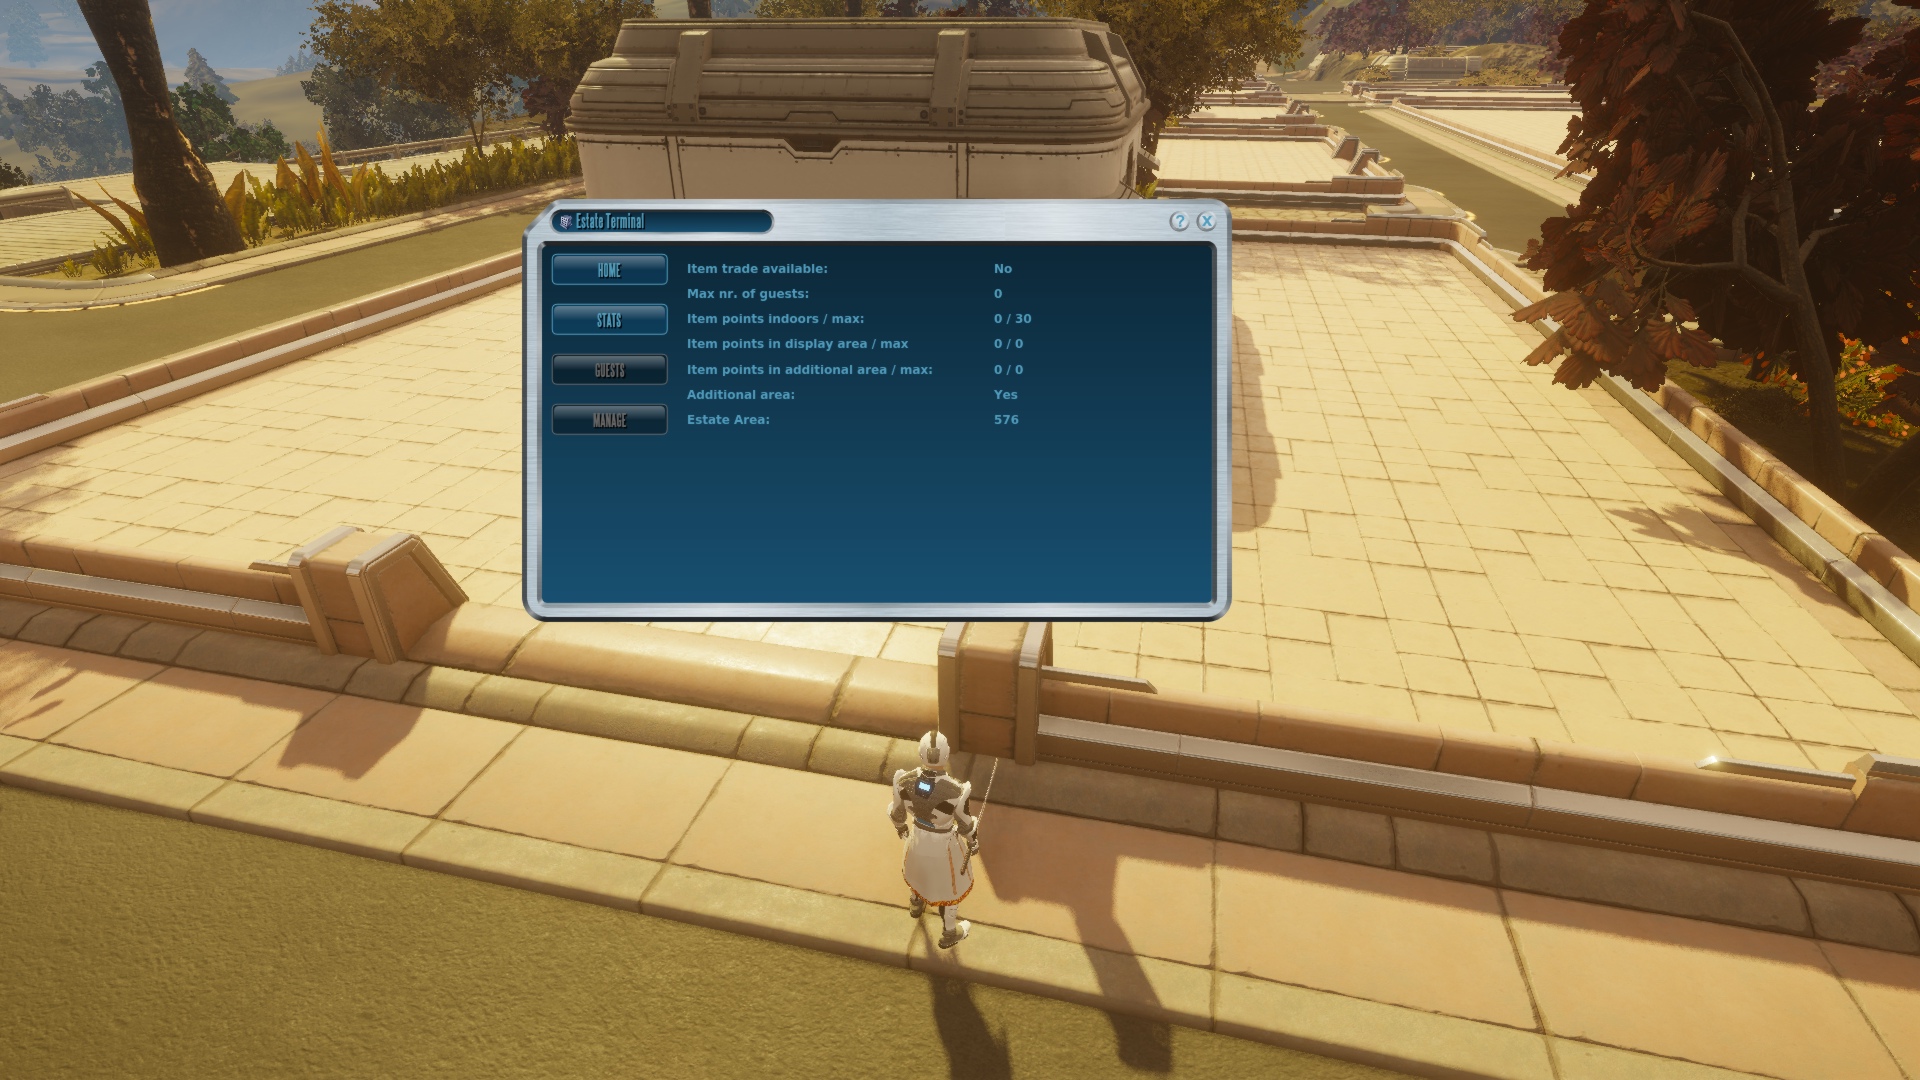 Estate Terminal
? X
HOME
STATS
GUESTS
MANAGE
Item trade available: No
Max nr. of guests: 0
Item points indoors / max: 0 / 30
Item points in display area / max 0 / 0
Item points in additional area / max: 0 / 0
Additional area: Yes
Estate Area: 576